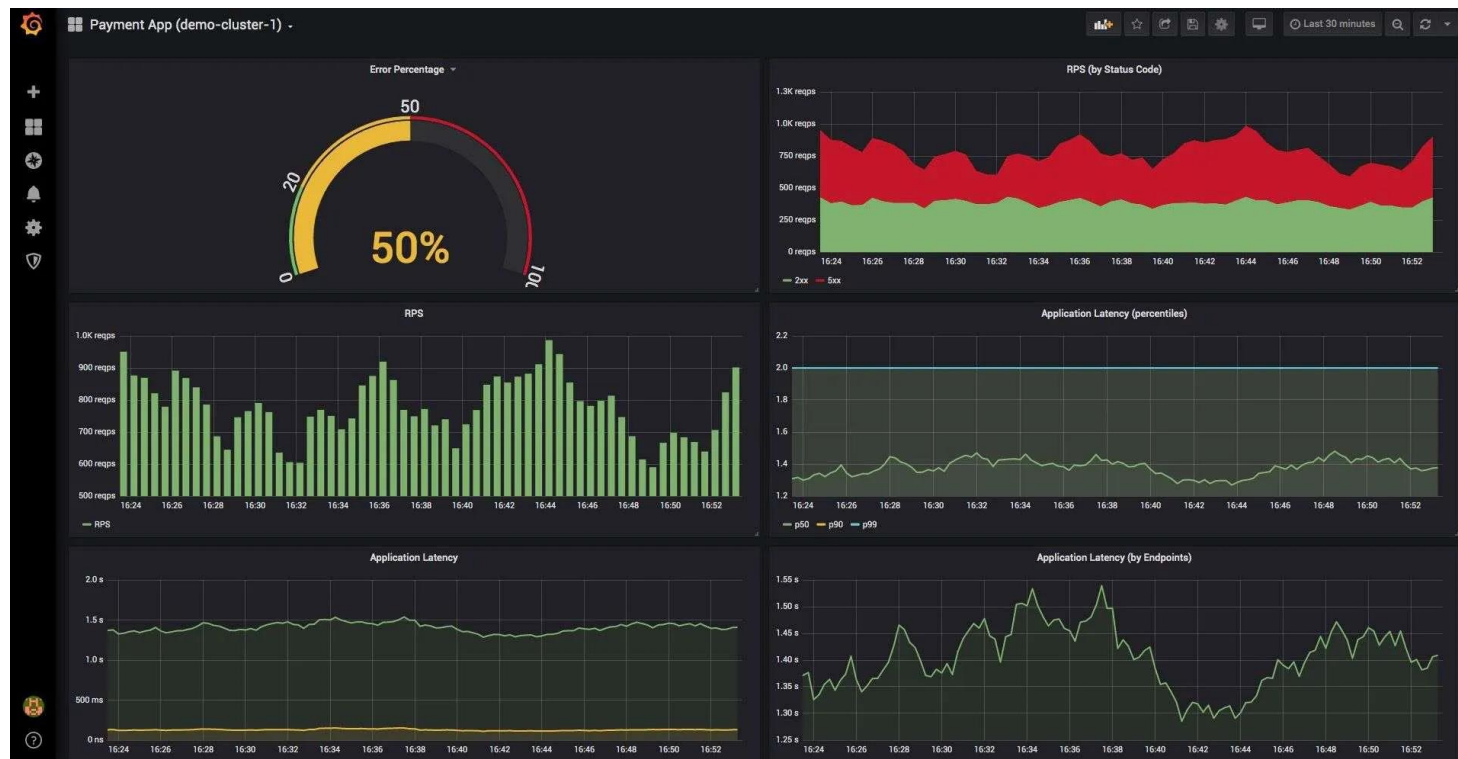 Payment App (demo-cluster-1)
Last 30 minutes
Error Percentage
0
20
50
100
50%
RPS (by Status Code)
1.3K reqps
1.0K reqps
750 reqps
500 reqps
250 reqps
0 reqps
16:24 16:26 16:28 16:30 16:32 16:34 16:36 16:38 16:40 16:42 16:44 16:46 16:48 16:50 16:52
2xx 5xx
RPS
1.0K reqps
900 reqps
800 reqps
700 reqps
600 reqps
500 reqps
16:24 16:26 16:28 16:30 16:32 16:34 16:36 16:38 16:40 16:42 16:44 16:46 16:48 16:50 16:52
RPS
Application Latency (percentiles)
2.2
2.0
1.8
1.6
1.4
1.2
16:24 16:26 16:28 16:30 16:32 16:34 16:36 16:38 16:40 16:42 16:44 16:46 16:48 16:50 16:52
p50 p90 p99
Application Latency
2.0 s
1.5 s
1.0 s
500 ms
0 ns
16:24 16:26 16:28 16:30 16:32 16:34 16:36 16:38 16:40 16:42 16:44 16:46 16:48 16:50 16:52
Application Latency (by Endpoints)
1.55 s
1.50 s
1.45 s
1.40 s
1.35 s
1.30 s
1.25 s
16:24 16:26 16:28 16:30 16:32 16:34 16:36 16:38 16:40 16:42 16:44 16:46 16:48 16:50 16:52